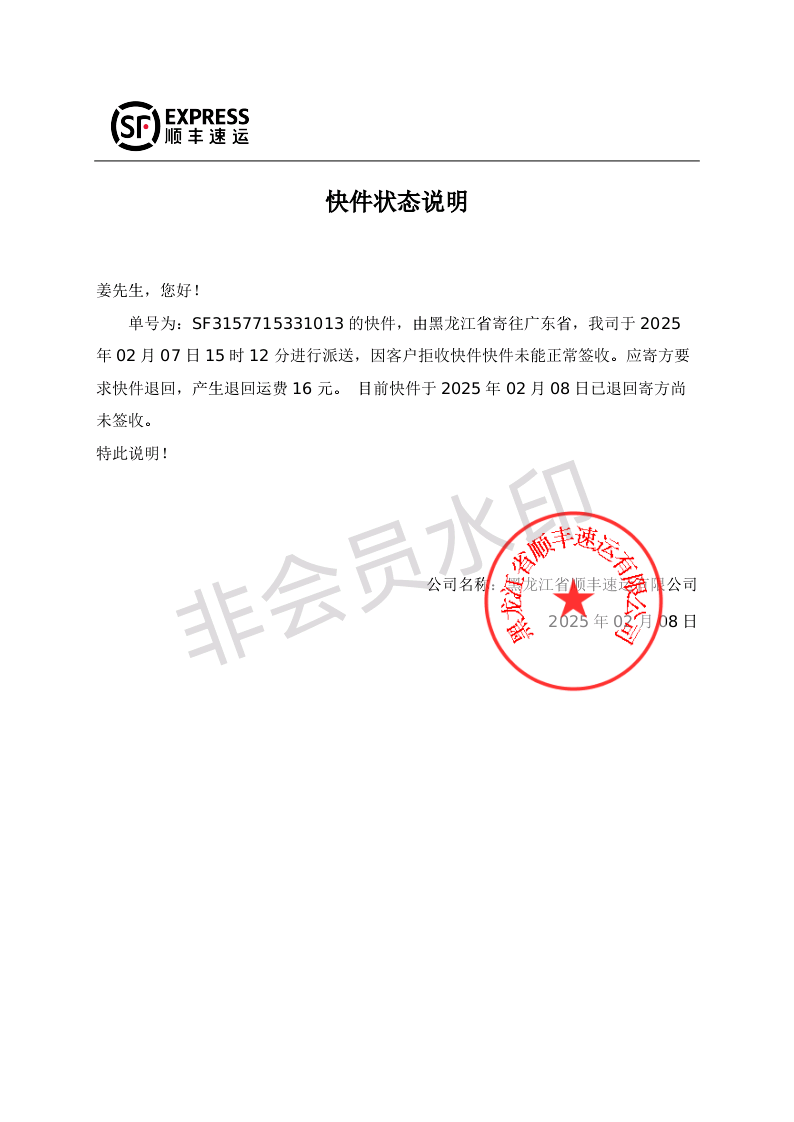 SF EXPRESS
顺丰速运
快件状态说明
姜先生，您好！
单号为：SF3157715331013 的快件，由黑龙江省寄往广东省，我司于 2025
年 02 月 07 日 15 时 12 分进行派送，因客户拒收快件快件未能正常签收。应寄方要
求快件退回，产生退回运费 16 元。 目前快件于 2025 年 02 月 08 日已退回寄方尚
未签收。
特此说明！
非会员水印
公司名称：黑龙江省顺丰速运有限公司
黑龙江省顺丰速运有限公司
2025 年 02 月 08 日